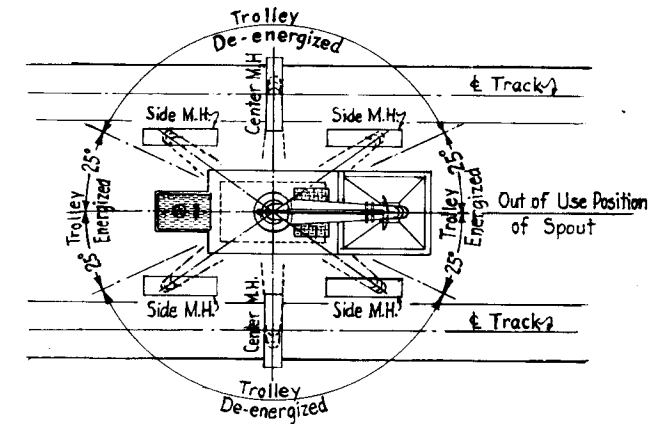 Trolley
De-energized
Center M.H.
℄ Track
Side M.H.
Side M.H.
25°
25°
Trolley
Energized
Trolley
Energized
Out of Use Position
of Spout
25°
25°
Side M.H.
Side M.H.
Center M.H.
℄ Track
Trolley
De-energized